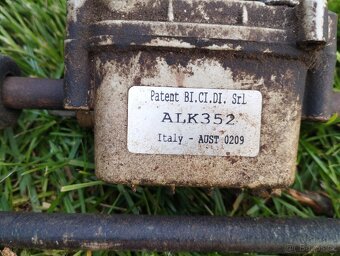 Patent BI.CI.DI. Srl
ALK352
Italy - AUST 0209